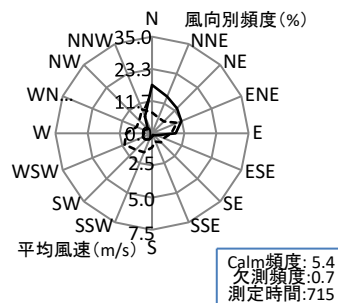 N 風向別頻度(%)
35.0
NNW NNE
NW 23.3 NE
WN... 11.7 ENE
W 0.0 E
WSW 2.5 ESE
SW 5.0 SE
SSW SSE
平均風速(m/s) 7.5 S
Calm頻度: 5.4
欠測頻度:0.7
測定時間:715